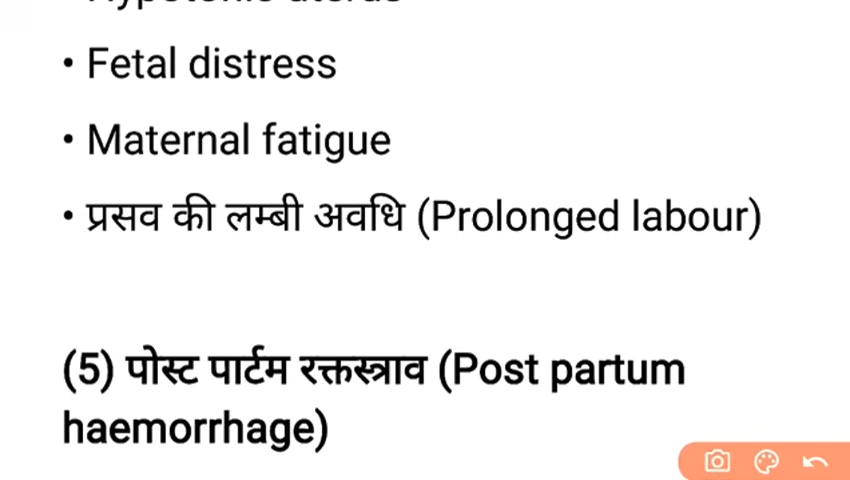 • Fetal distress
• Maternal fatigue
• प्रसव की लम्बी अवधि (Prolonged labour)
(5) पोस्ट पार्टम रक्तस्त्राव (Post partum
haemorrhage)